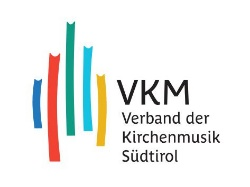 VKM
Verband der
Kirchenmusik
Südtirol